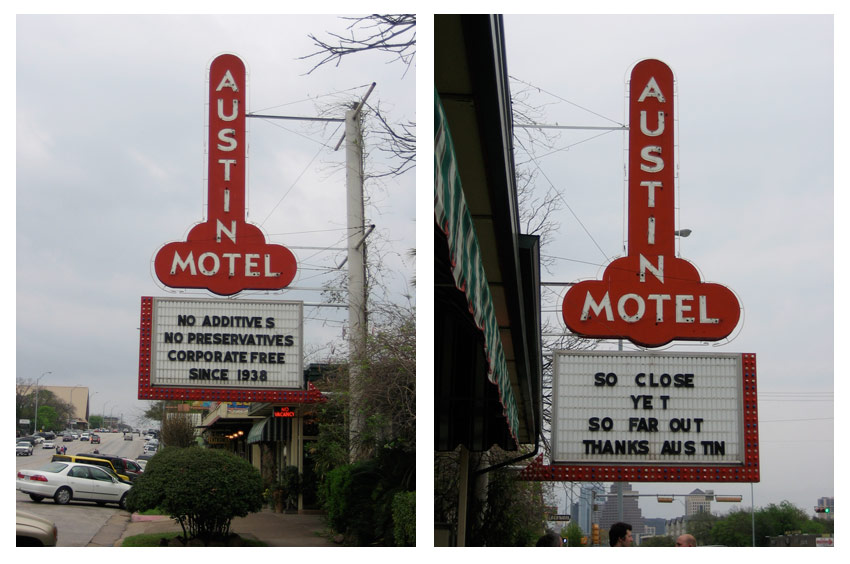 AUSTIN
MOTEL
NO ADDITIVES
NO PRESERVATIVES
CORPORATE FREE
SINCE 1938
NO
VACANCY
AUSTIN
MOTEL
SO CLOSE
YET
SO FAR OUT
THANKS AUSTIN